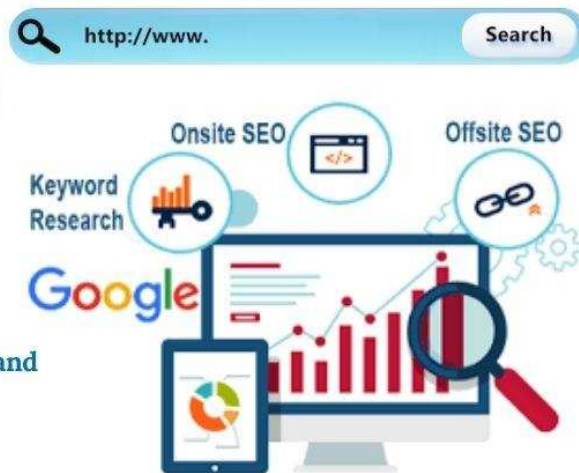 http://www.
Search
Onsite SEO
Offsite SEO
Keyword
Research
Google
and